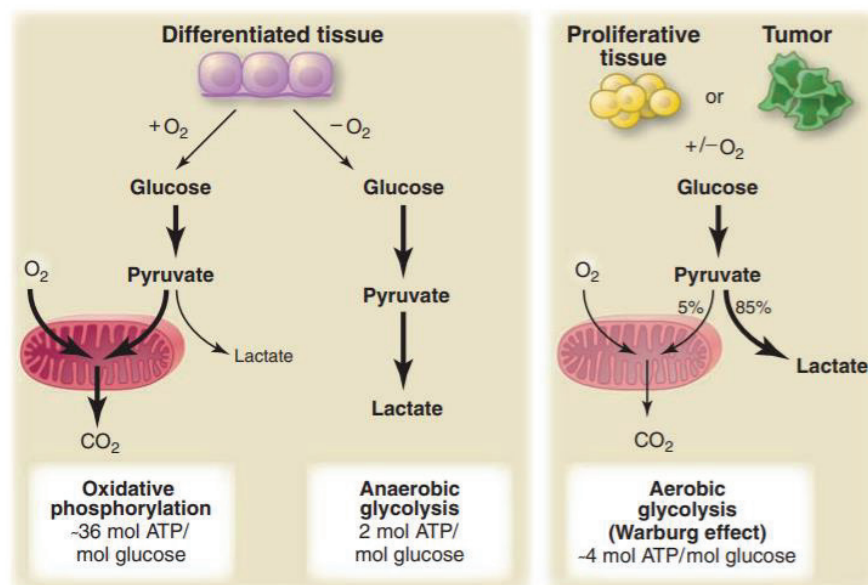 Differentiated tissue
+O₂
−O₂
Glucose
Glucose
O₂
Pyruvate
Pyruvate
Lactate
Lactate
CO₂
Oxidative
phosphorylation
~36 mol ATP/
mol glucose
Anaerobic
glycolysis
2 mol ATP/
mol glucose
Proliferative
tissue
or
Tumor
+/−O₂
Glucose
O₂
Pyruvate
5%
85%
Lactate
CO₂
Aerobic
glycolysis
(Warburg effect)
~4 mol ATP/mol glucose